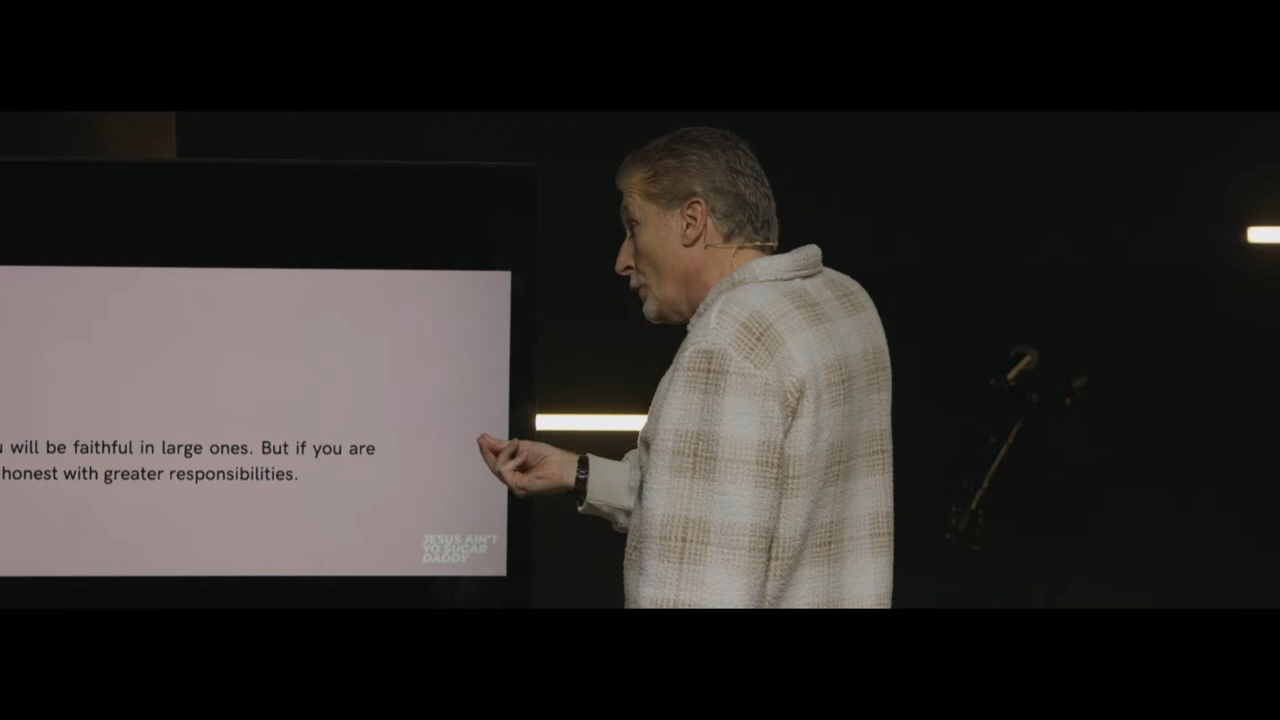 will be faithful in large ones. But if you are
honest with greater responsibilities.
JESUS AIN'T
YO SUGAR
DADDY